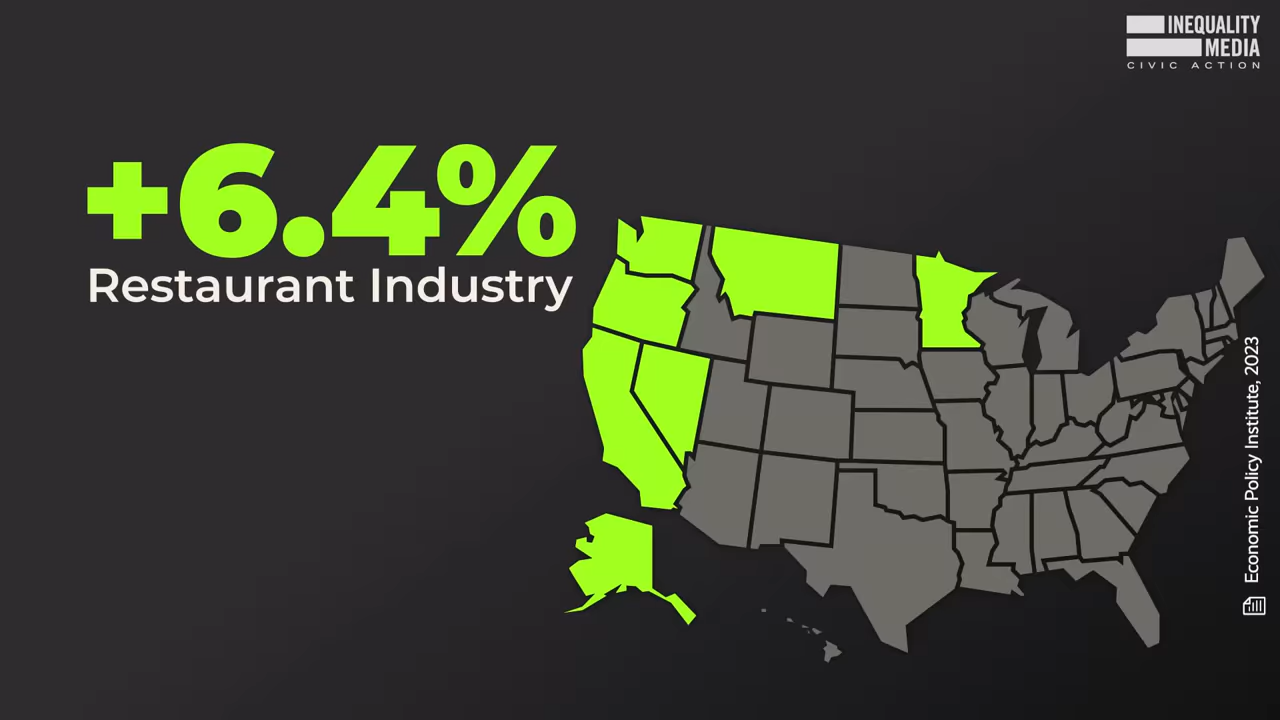 INEQUALITY
MEDIA
CIVIC ACTION
+6.4%
Restaurant Industry
Economic Policy Institute, 2023